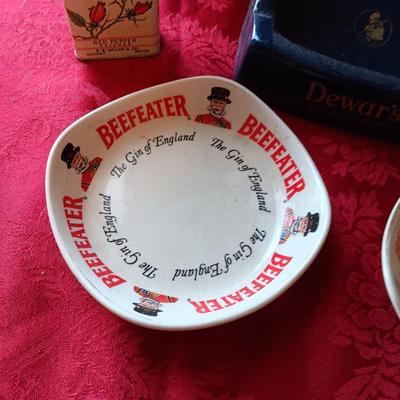 RED PEPPER
Dewar's
BEEFEATER
The Gin of England
BEEFEATER
The Gin of England
BEEFEATER
The Gin of England
BEEFEATER
The Gin of England